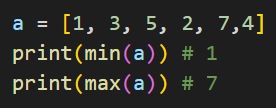 a = [1, 3, 5, 2, 7,4]
print(min(a)) # 1
print(max(a)) # 7